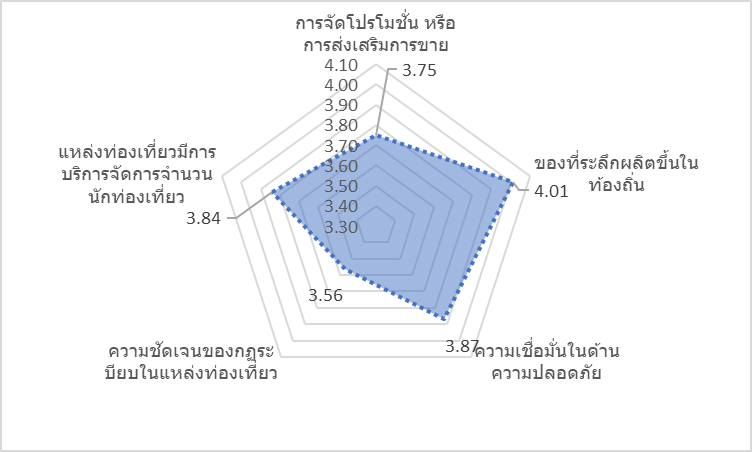 การจัดโปรโมชั่น หรือ
การส่งเสริมการขาย
3.75
4.10
4.00
3.90
3.80
3.70
3.60
3.50
3.40
3.30
ของที่ระลึกผลิตขึ้นใน
ท้องถิ่น
4.01
แหล่งท่องเที่ยวมีการ
บริการจัดการจำนวน
นักท่องเที่ยว
3.84
3.56
3.87
ความเชื่อมั่นในด้าน
ความปลอดภัย
ความชัดเจนของกฎระ
บียบในแหล่งท่องเที่ยว